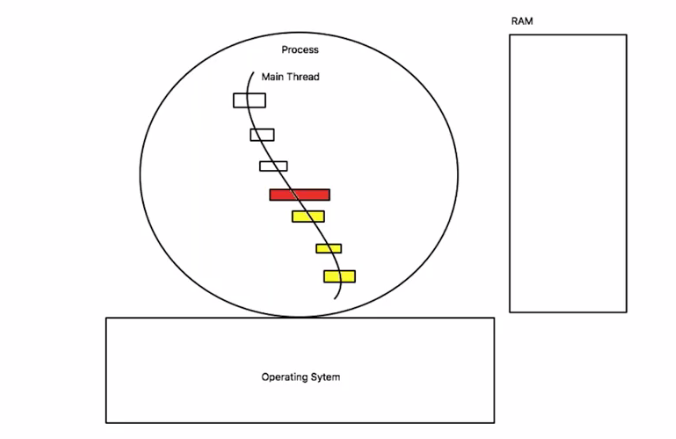 RAM
Process
Main Thread
Operating Sytem